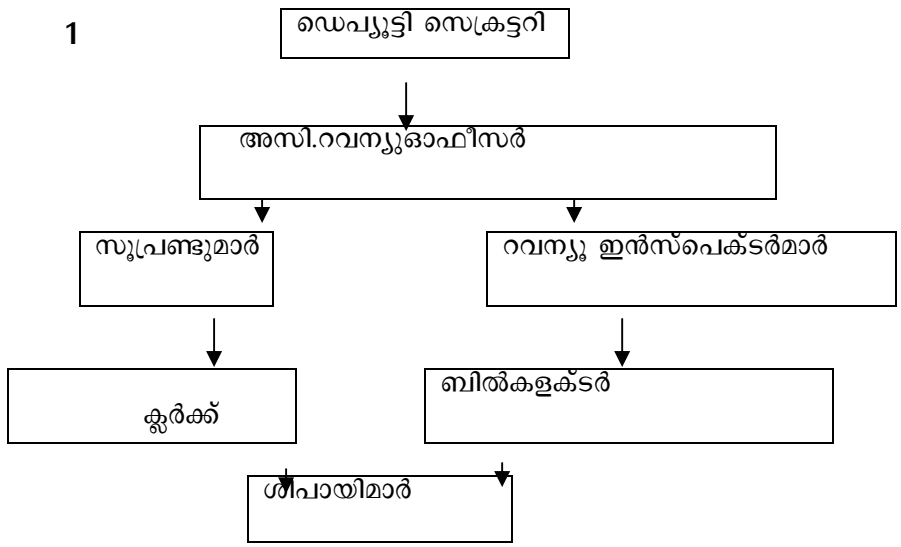 1
ഡെപ്യൂട്ടി സെക്രട്ടറി
അസി.റവന്യുഓഫീസർ
സൂപ്രണ്ടുമാർ
റവന്യൂ ഇൻസ്പെക്ടർമാർ
ക്ലർക്ക്
ബിൽകളക്ടർ
ശിപായിമാർ